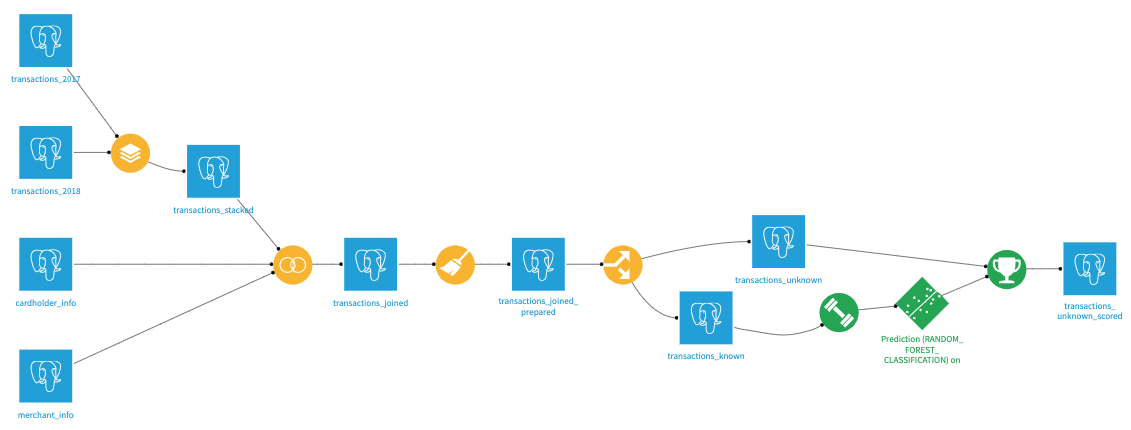 transactions_2017
transactions_2018
transactions_stacked
cardholder_info
merchant_info
transactions_joined
transactions_joined_
prepared
transactions_unknown
transactions_known
Prediction (RANDOM_
FOREST_
CLASSIFICATION) on
transactions_
unknown_scored